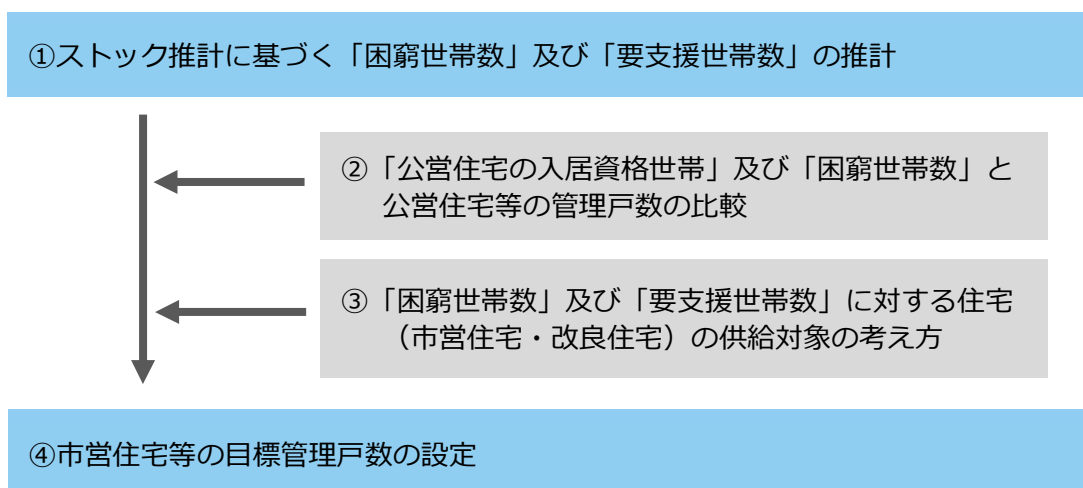 ①ストック推計に基づく「困窮世帯数」及び「要支援世帯数」の推計
②「公営住宅の入居資格世帯」及び「困窮世帯数」と
公営住宅等の管理戸数の比較
③「困窮世帯数」及び「要支援世帯数」に対する住宅
（市営住宅・改良住宅）の供給対象の考え方
④市営住宅等の目標管理戸数の設定